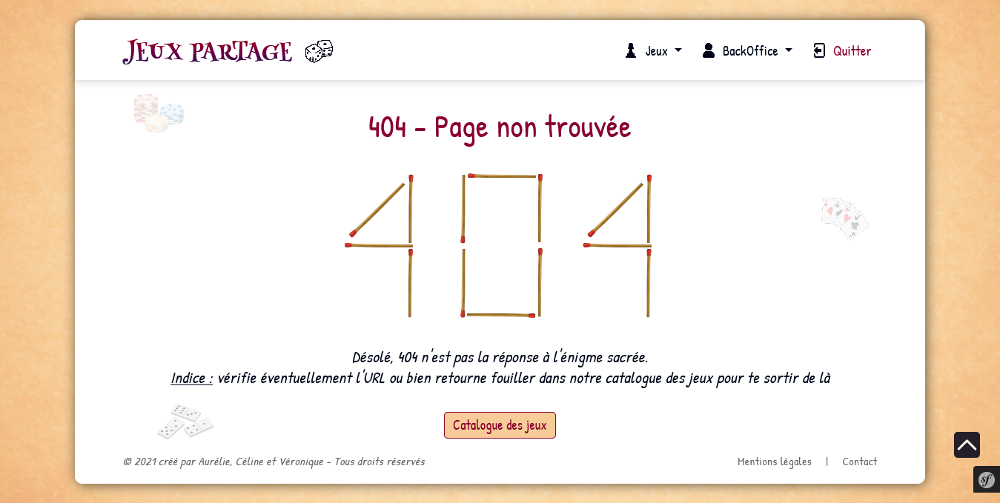 JEUX PARTAGE
Jeux
BackOffice
Quitter
404 - Page non trouvée
404
Désolé, 404 n'est pas la réponse à l'énigme sacrée.
Indice : vérifie éventuellement l'URL ou bien retourne fouiller dans notre catalogue des jeux pour te sortir de là
Catalogue des jeux
© 2021 créé par Aurélie, Céline et Véronique - Tous droits réservés
Mentions légales | Contact
sf